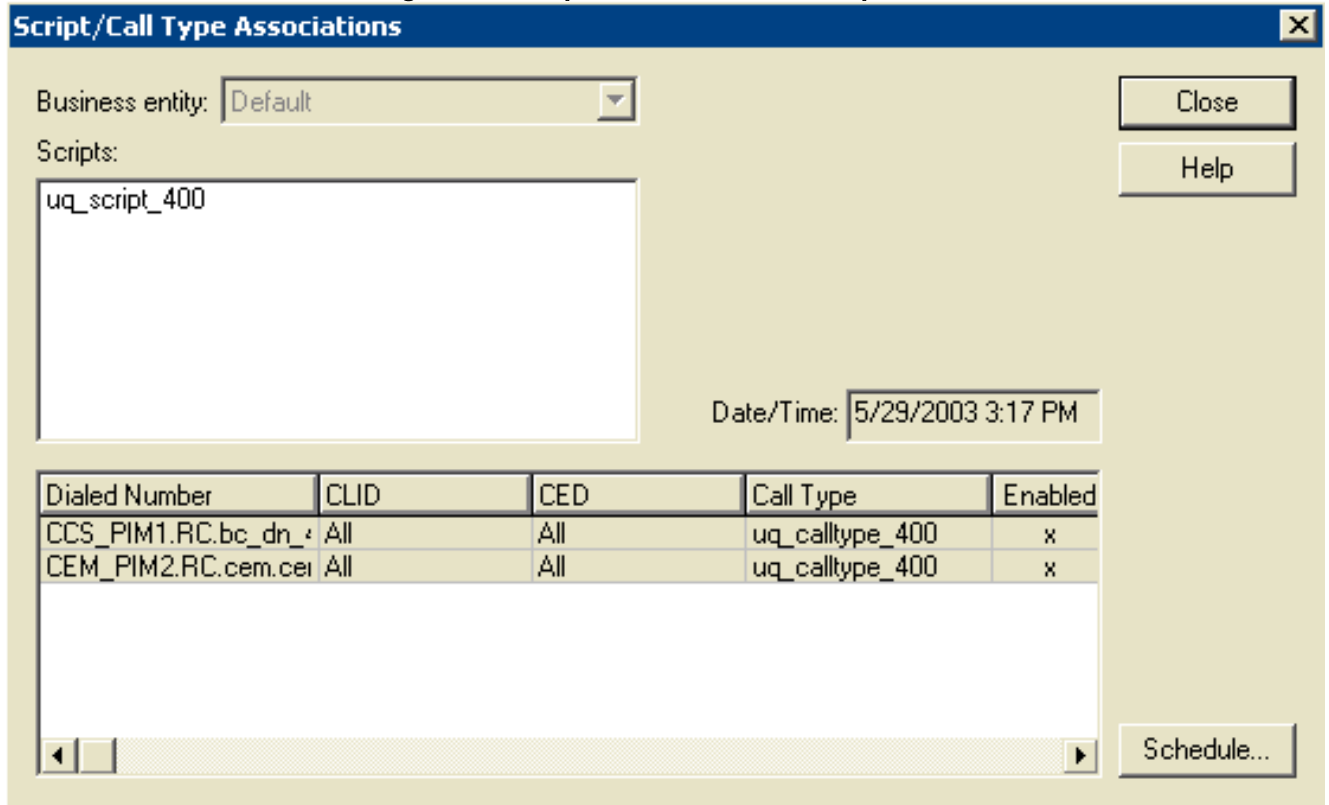 Script/Call Type Associations
Business entity: Default
Close
Scripts:
Help
uq_script_400
Date/Time: 5/29/2003 3:17 PM
Dialed Number CLID CED Call Type Enabled
CCS_PIM1.RC.bc_dn_ All All uq_calltype_400 x
CEM_PIM2.RC.cem.cei All All uq_calltype_400 x
Schedule...